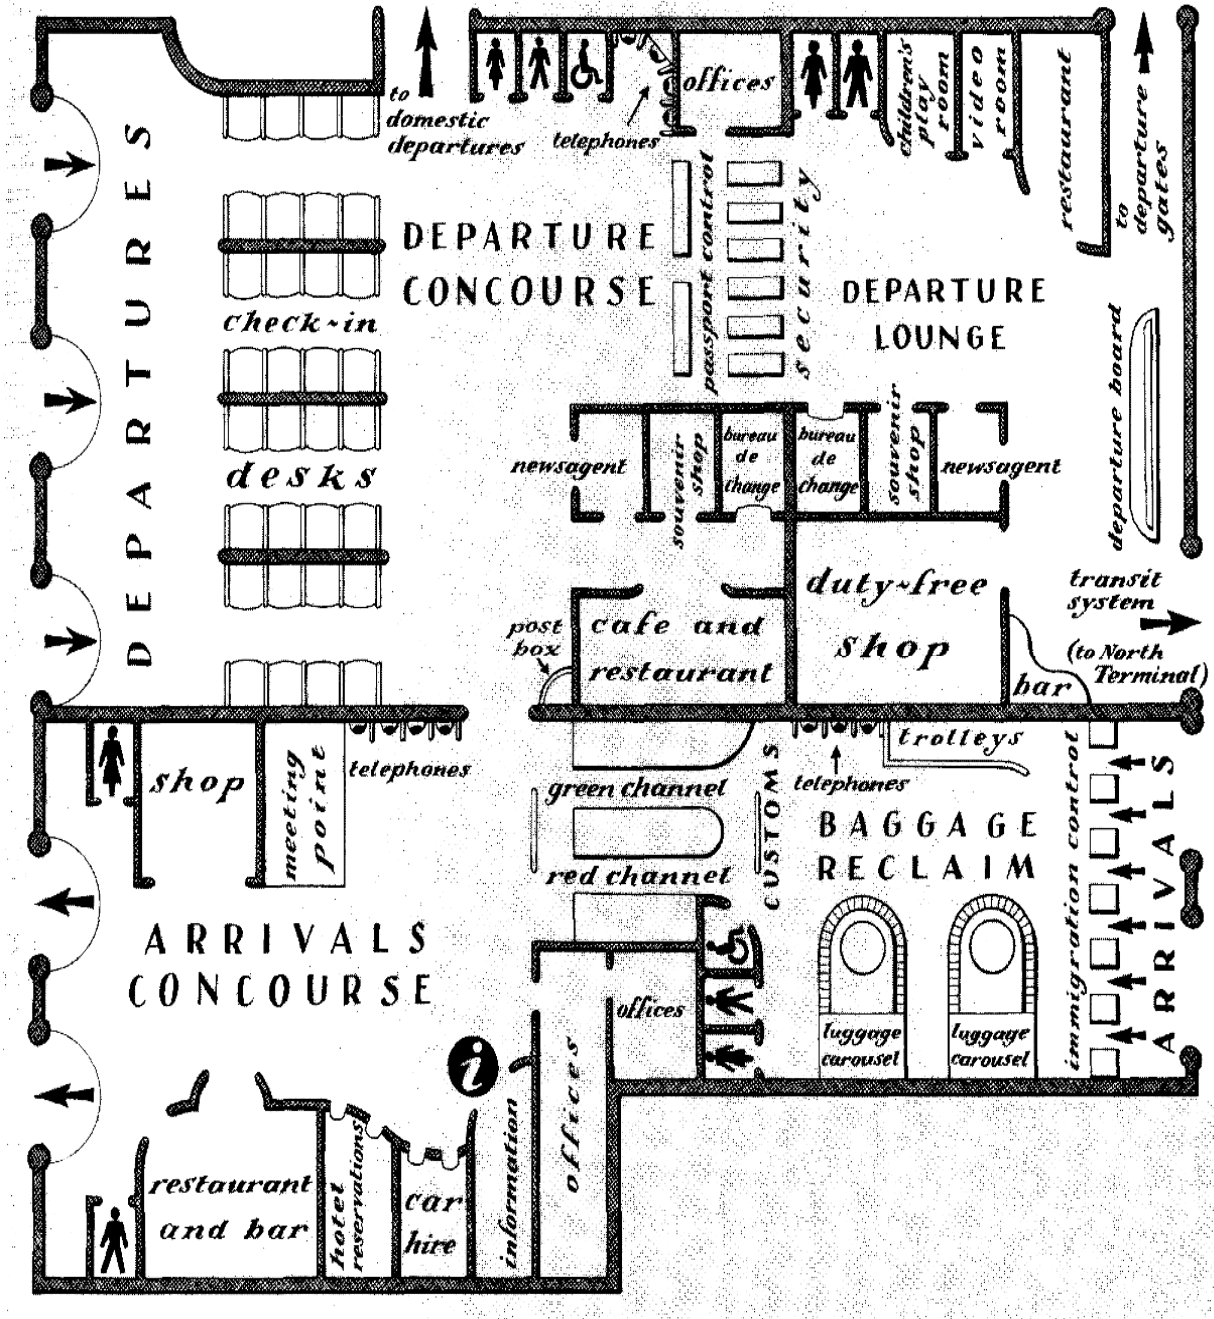 to
domestic
departures
telephones
offices
children's
play
room
video
room
restaurant
to
departure
gates
DEPARTURES
DEPARTURE
CONCOURSE
passport control
security
DEPARTURE
LOUNGE
check-in
desks
departure board
newsagent
souvenir
shop
bureau
de
change
bureau
de
change
souvenir
shop
newsagent
duty-free
shop
transit
system
(to North
Terminal)
post
box
cafe and
restaurant
bar
shop
meeting
point
telephones
green channel
red channel
CUSTOMS
telephones
trolleys
BAGGAGE
RECLAIM
immigration control
ARRIVALS
ARRIVALS
CONCOURSE
offices
luggage
carousel
luggage
carousel
i
offices
information
restaurant
and bar
hotel
reservations
car
hire